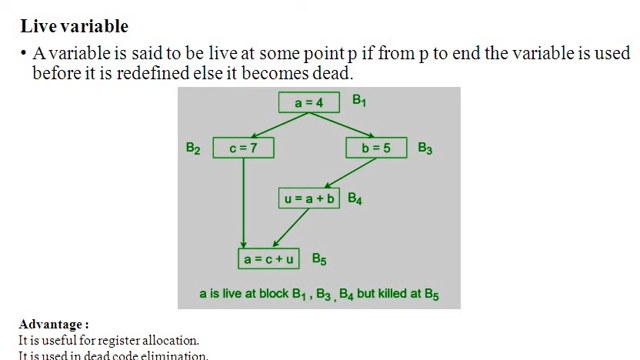 Live variable
• A variable is said to be live at some point p if from p to end the variable is used
before it is redefined else it becomes dead.
a = 4 B1
B2 c = 7 b = 5 B3
u = a + b B4
a = c + u B5
a is live at block B1 , B3 , B4 but killed at B5
Advantage :
It is useful for register allocation.
It is used in dead code elimination.